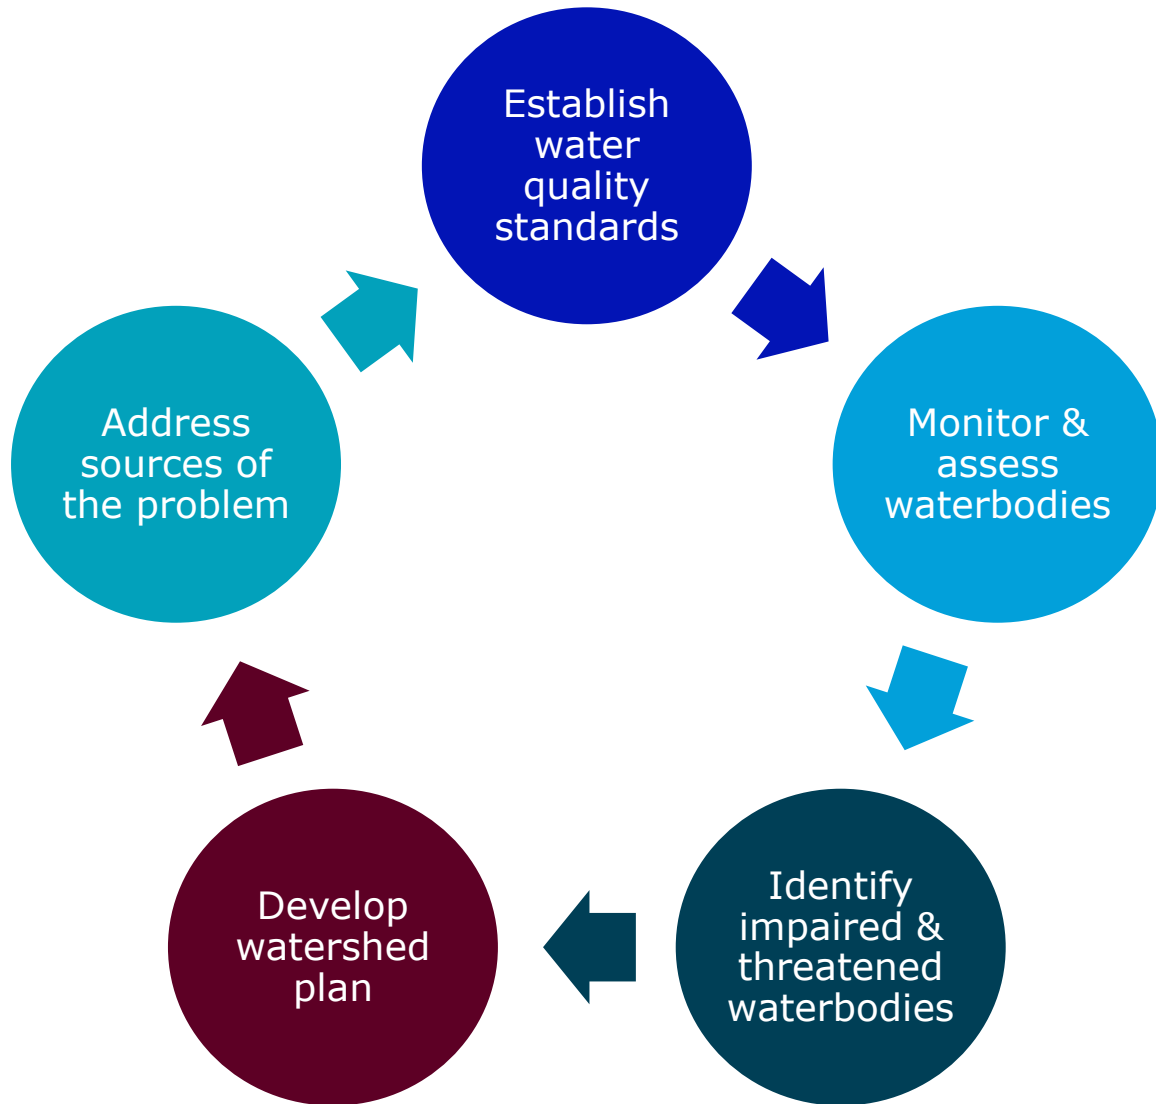 Establish
water
quality
standards
Monitor &
assess
waterbodies
Identify
impaired &
threatened
waterbodies
Develop
watershed
plan
Address
sources of
the problem